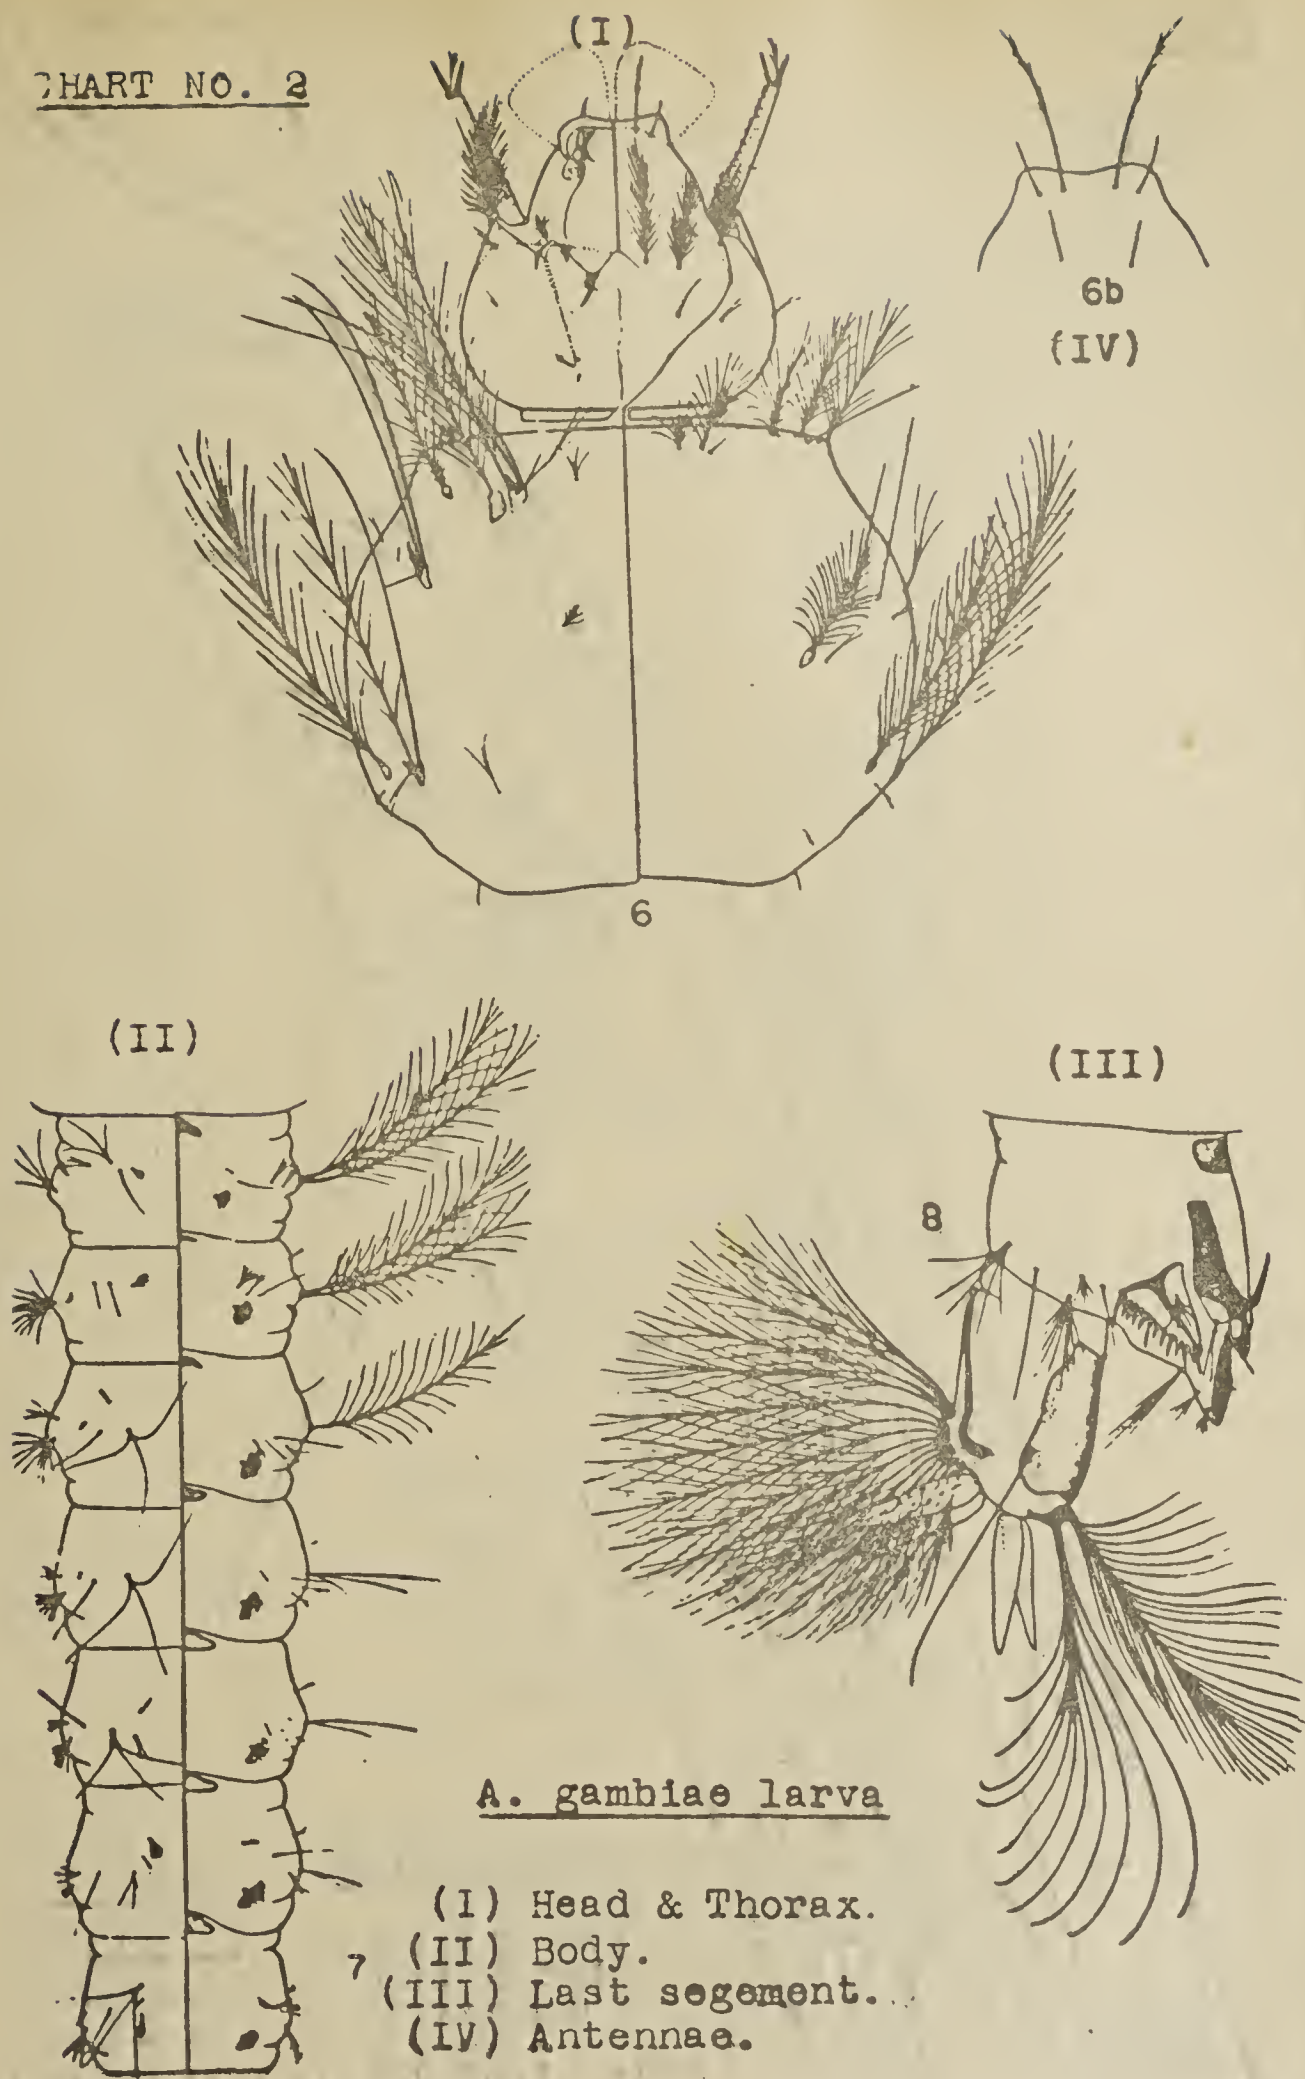 (I)
CHART NO. 2
6b
(IV)
6
(II)
(III)
8
A. gambiae larva
(I) Head & Thorax.
7
(II) Body.
(III) Last segement.
(IV) Antennae.